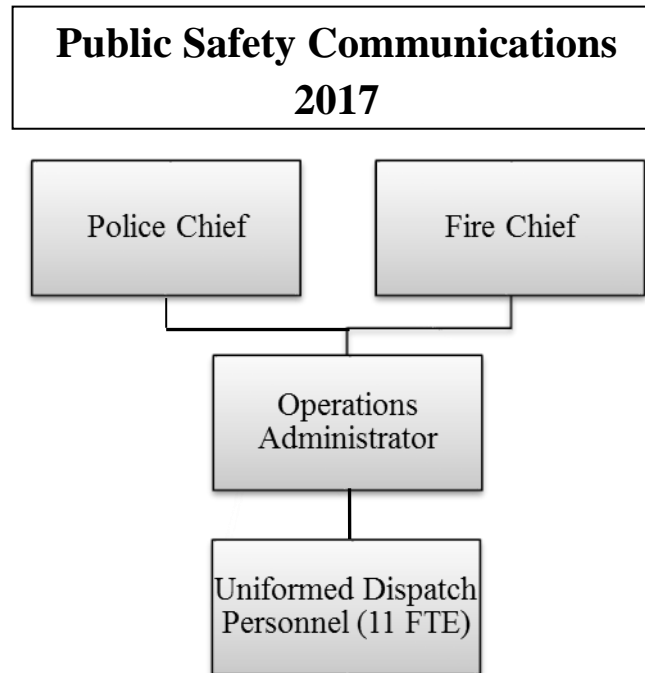 Public Safety Communications
2017
Police Chief
Fire Chief
Operations
Administrator
Uniformed Dispatch
Personnel (11 FTE)